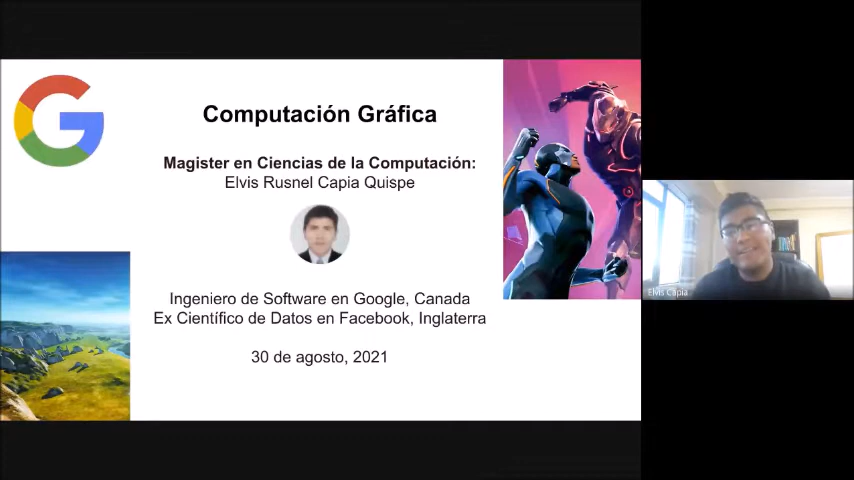 Computación Gráfica
Magister en Ciencias de la Computación:
Elvis Rusnel Capia Quispe
Ingeniero de Software en Google, Canada
Ex Científico de Datos en Facebook, Inglaterra
30 de agosto, 2021
Elvis Capia